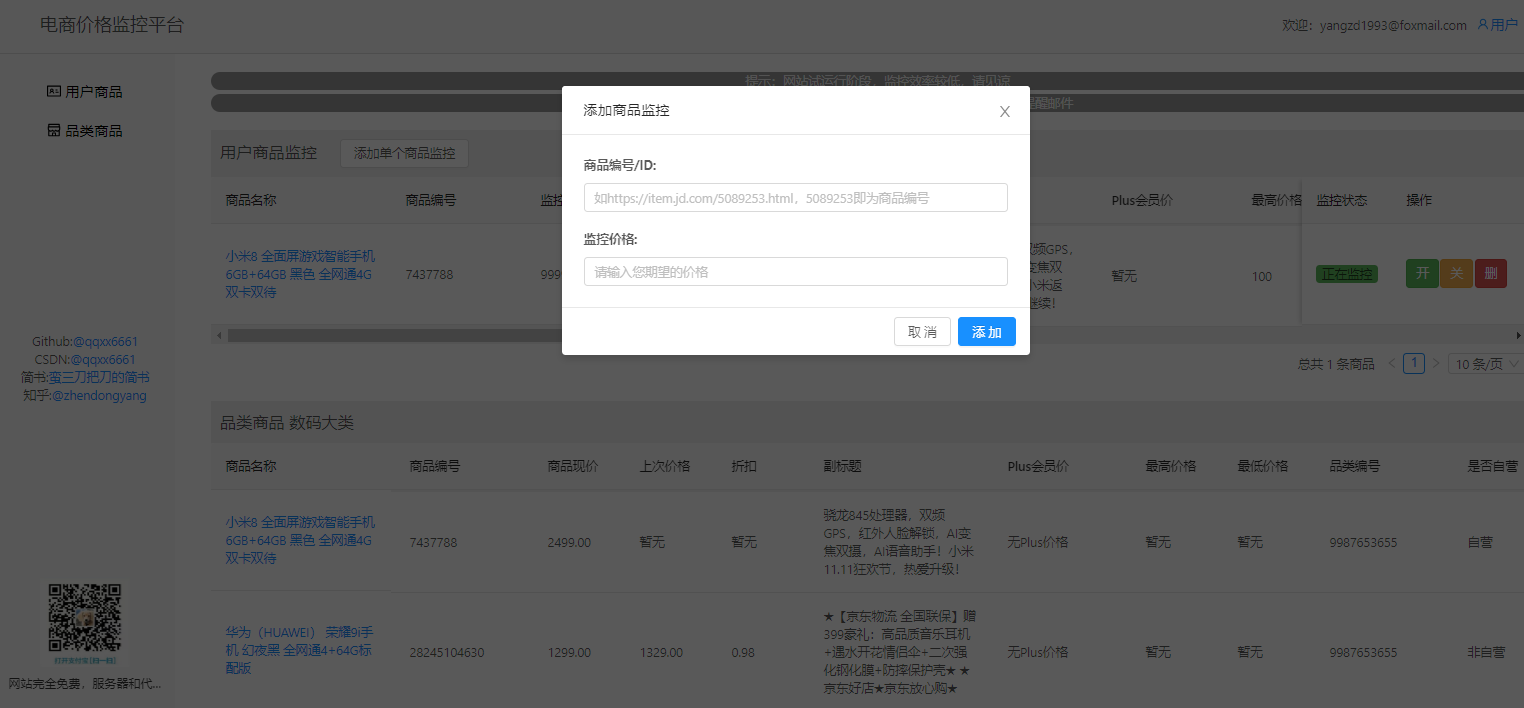 电商价格监控平台
欢迎：yangzd1993@foxmail.com 用户
用户商品
品类商品
Github:@qqxx6661
CSDN:@qqxx6661
简书:蛮三刀把刀的简书
知乎:@zhendongyang
打开支付宝[扫一扫]
网站完全免费，服务器和代...
提示：网站试运行阶段，监控效率较低，请见谅
醒邮件
用户商品监控 添加单个商品监控
商品名称 商品编号 监控 Plus会员价 最高价格 监控状态 操作
小米8 全面屏游戏智能手机
6GB+64GB 黑色 全网通4G
双卡双待
7437788 999
频GPS，
变焦双
小米返
继续！
暂无 100 正在监控 开 关 删
总共 1 条商品 1 10 条/页
添加商品监控 X
商品编号/ID:
如https://item.jd.com/5089253.html，5089253即为商品编号
监控价格:
请输入您期望的价格
取 消 添 加
品类商品 数码大类
商品名称 商品编号 商品现价 上次价格 折扣 副标题 Plus会员价 最高价格 最低价格 品类编号 是否自营
小米8 全面屏游戏智能手机
6GB+64GB 黑色 全网通4G
双卡双待
7437788 2499.00 暂无 暂无
骁龙845处理器，双频
GPS，红外人脸解锁，AI变
焦双摄，AI语音助手！小米
11.11狂欢节，热爱升级！
无Plus价格 暂无 暂无 9987653655 自营
华为（HUAWEI） 荣耀9i手
机 幻夜黑 全网通4+64G标
配版
28245104630 1299.00 1329.00 0.98
★【京东物流 全国联保】赠
399豪礼：高品质音乐耳机
+遇水开花情侣伞+二次强
化钢化膜+防摔保护壳★ ★
京东好店★京东放心购★
无Plus价格 暂无 暂无 9987653655 非自营